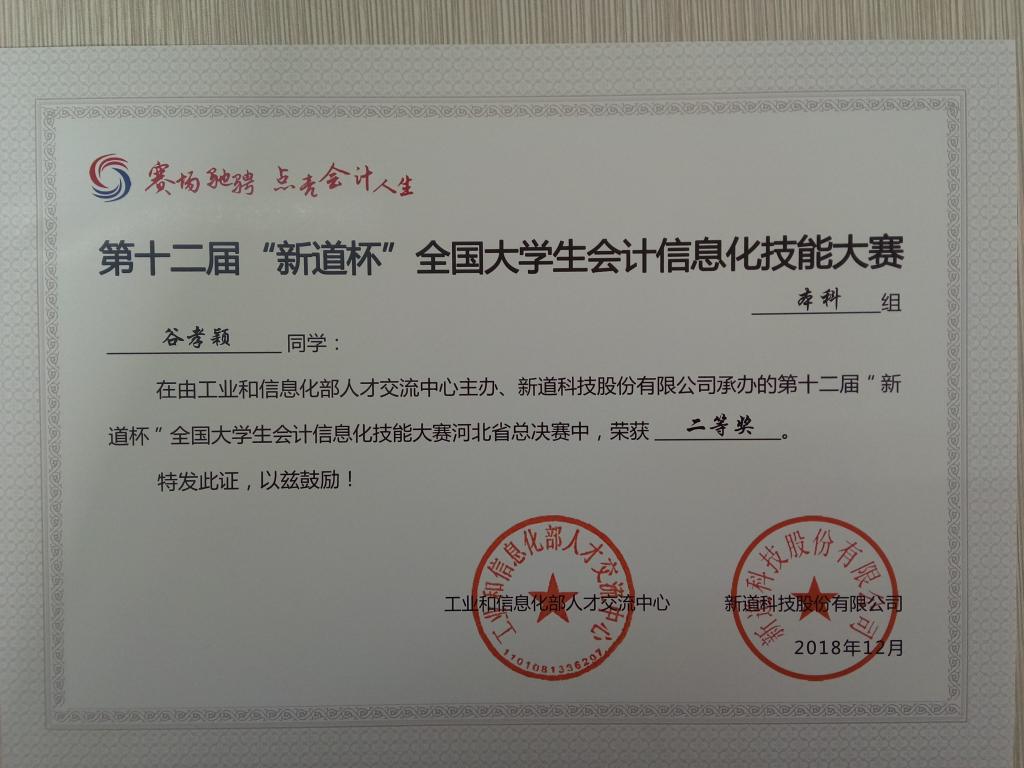 赛场驰骋 点亮会计人生
第十二届“新道杯”全国大学生会计信息化技能大赛
本科组
谷孝颖 同学：
在由工业和信息化部人才交流中心主办、新道科技股份有限公司承办的第十二届“新
道杯”全国大学生会计信息化技能大赛河北省总决赛中，荣获 二等奖。
特发此证，以兹鼓励！
工业和信息化部人才交流中心
1101081336207
工业和信息化部人才交流中心
新道科技股份有限公司
新道科技股份有限公司
2018年12月